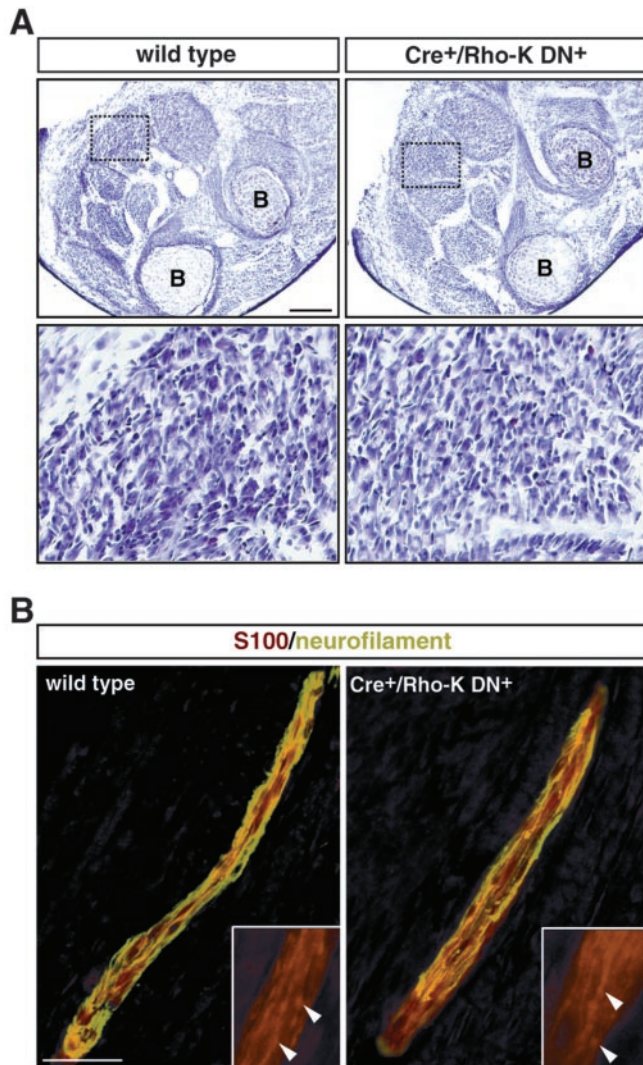 A
wild type
Cre+/Rho-K DN+
B
B
B
B
B
S100/neurofilament
wild type
Cre+/Rho-K DN+